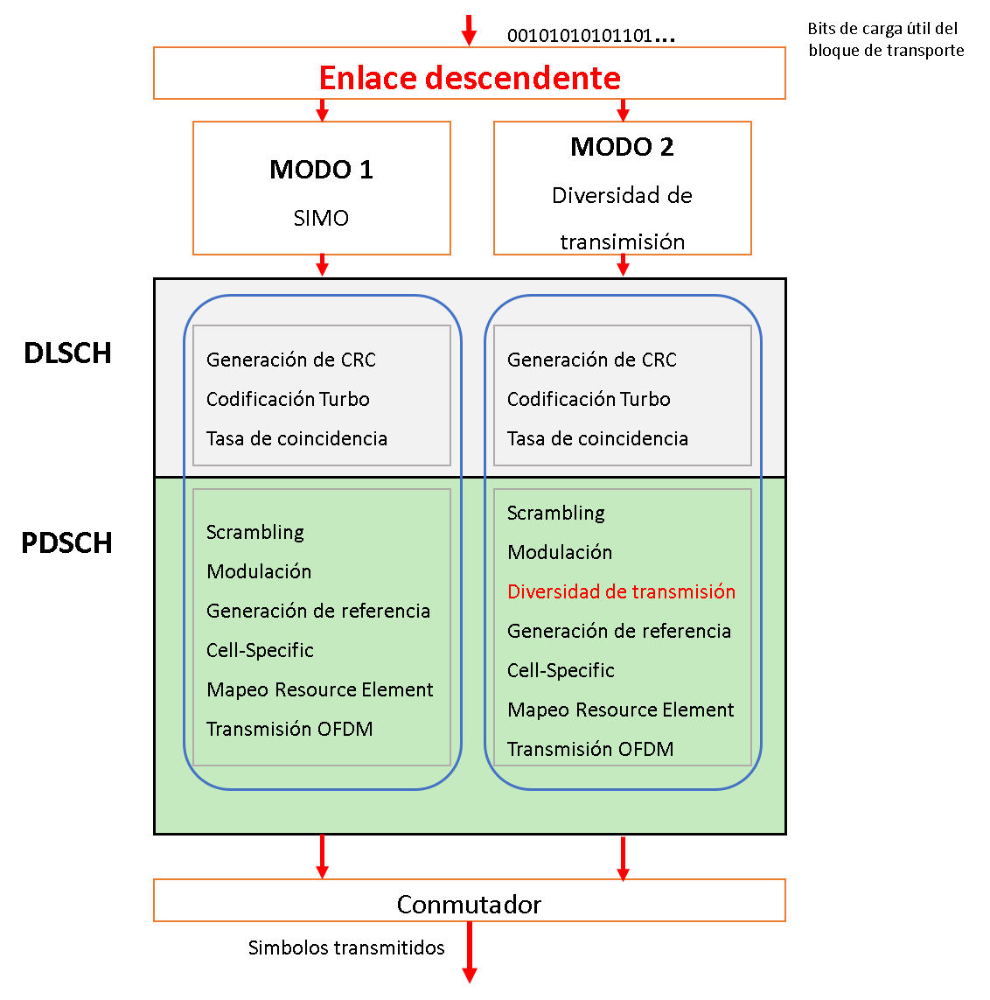 00101010101101...
Bits de carga útil del
bloque de transporte
Enlace descendente
MODO 1
SIMO
MODO 2
Diversidad de
transimisión
DLSCH
Generación de CRC
Codificación Turbo
Tasa de coincidencia
Generación de CRC
Codificación Turbo
Tasa de coincidencia
PDSCH
Scrambling
Modulación
Generación de referencia
Cell-Specific
Mapeo Resource Element
Transmisión OFDM
Scrambling
Modulación
Diversidad de transmisión
Generación de referencia
Cell-Specific
Mapeo Resource Element
Transmisión OFDM
Conmutador
Simbolos transmitidos